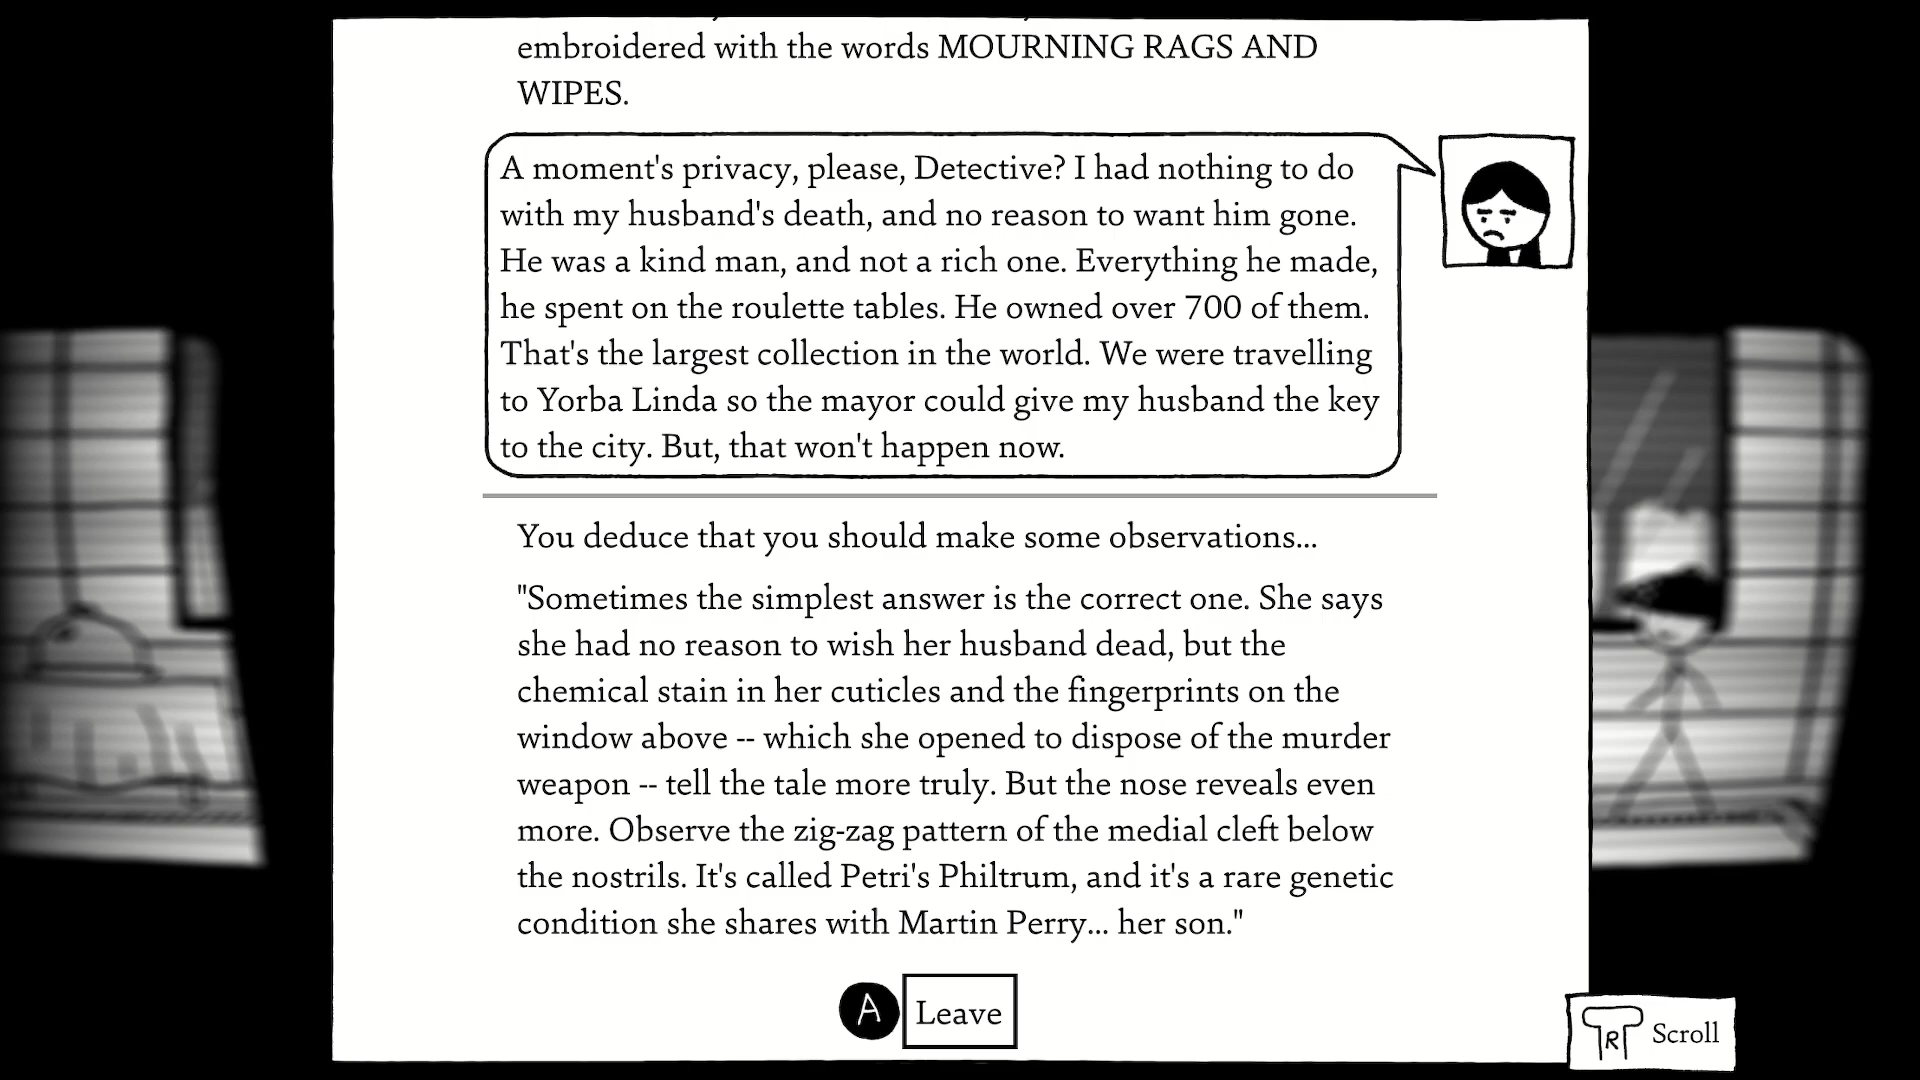 embroidered with the words MOURNING RAGS AND
WIPES.
A moment's privacy, please, Detective? I had nothing to do
with my husband's death, and no reason to want him gone.
He was a kind man, and not a rich one. Everything he made,
he spent on the roulette tables. He owned over 700 of them.
That's the largest collection in the world. We were travelling
to Yorba Linda so the mayor could give my husband the key
to the city. But, that won't happen now.
You deduce that you should make some observations...
"Sometimes the simplest answer is the correct one. She says
she had no reason to wish her husband dead, but the
chemical stain in her cuticles and the fingerprints on the
window above -- which she opened to dispose of the murder
weapon -- tell the tale more truly. But the nose reveals even
more. Observe the zig-zag pattern of the medial cleft below
the nostrils. It's called Petri's Philtrum, and it's a rare genetic
condition she shares with Martin Perry... her son."
A Leave
R Scroll